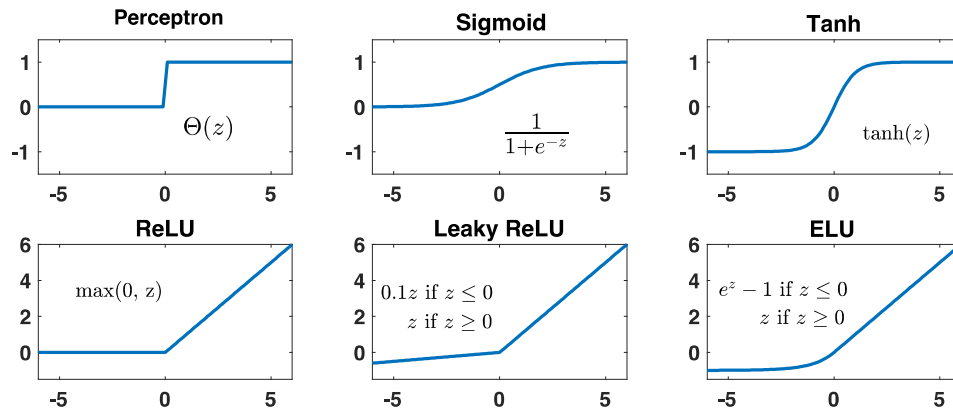 Perceptron
1
0
-1
Θ(z)
-5 0 5
Sigmoid
1
0
-1
1
1+e^{-z}
-5 0 5
Tanh
1
0
-1
tanh(z)
-5 0 5
ReLU
6
4
2
0
max(0, z)
-5 0 5
Leaky ReLU
6
4
2
0
0.1z if z ≤ 0
z if z ≥ 0
-5 0 5
ELU
6
4
2
0
e^z − 1 if z ≤ 0
z if z ≥ 0
-5 0 5